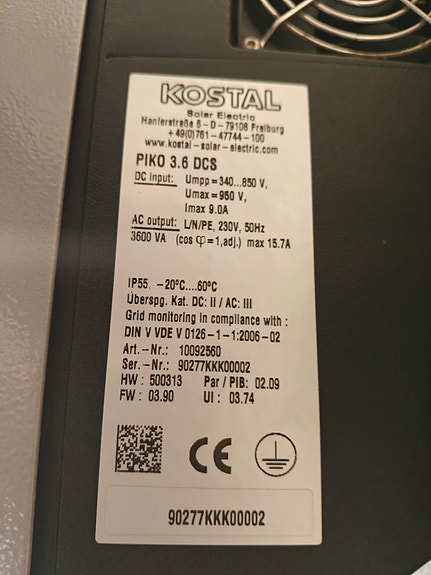 KOSTAL
Solar Electric
Hanferstraße 6 - D - 79108 Freiburg
+49(0)761 - 47744 - 100
www.kostal - solar - electric.com
PIKO 3.6 DCS
DC input: Umpp = 340...850 V,
Umax = 950 V,
Imax 9.0A
AC output: L/N/PE, 230V, 50Hz
3600 VA (cos φ = 1,adj.) max 15.7A
IP55, -20°C....60°C
Überspg. Kat. DC: II / AC: III
Grid monitoring in compliance with :
DIN V VDE V 0126 - 1 - 1:2006 - 02
Art.-Nr.: 10092560
Ser.-Nr.: 90277KKK00002
HW : 500313 Par / PIB: 02.09
FW : 03.90 UI : 03.74
CE
90277KKK00002